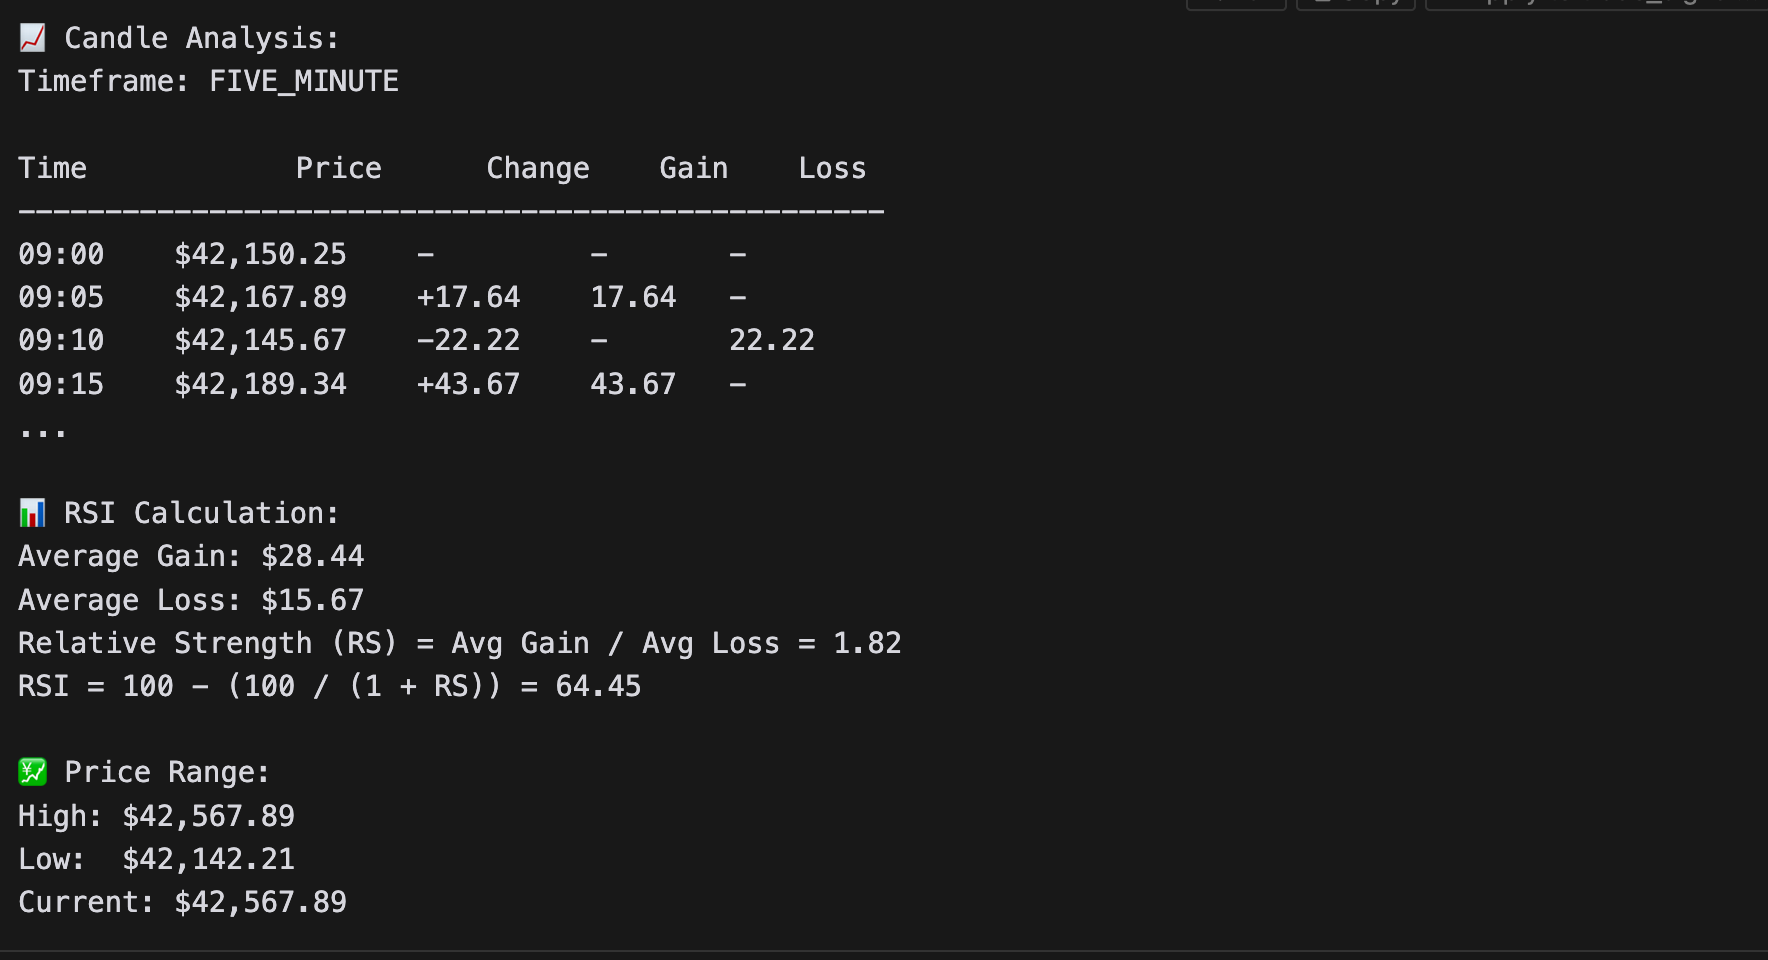 📈 Candle Analysis:
Timeframe: FIVE_MINUTE
Time Price Change Gain Loss
--------------------------------------------------
09:00 $42,150.25 - - -
09:05 $42,167.89 +17.64 17.64 -
09:10 $42,145.67 -22.22 - 22.22
09:15 $42,189.34 +43.67 43.67 -
...
📊 RSI Calculation:
Average Gain: $28.44
Average Loss: $15.67
Relative Strength (RS) = Avg Gain / Avg Loss = 1.82
RSI = 100 - (100 / (1 + RS)) = 64.45
💹 Price Range:
High: $42,567.89
Low: $42,142.21
Current: $42,567.89